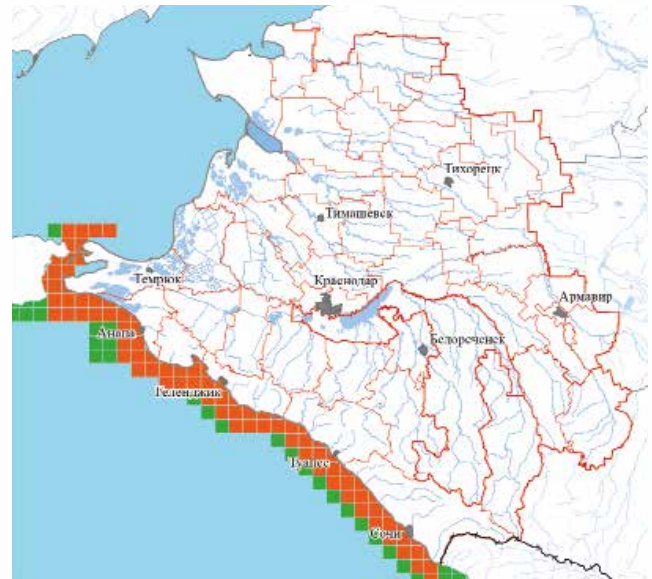 Тихорецк
Тимашевск
Темрюк
Краснодар
Армавир
Анапа
Белореченск
Геленджик
Туапсе
Сочи